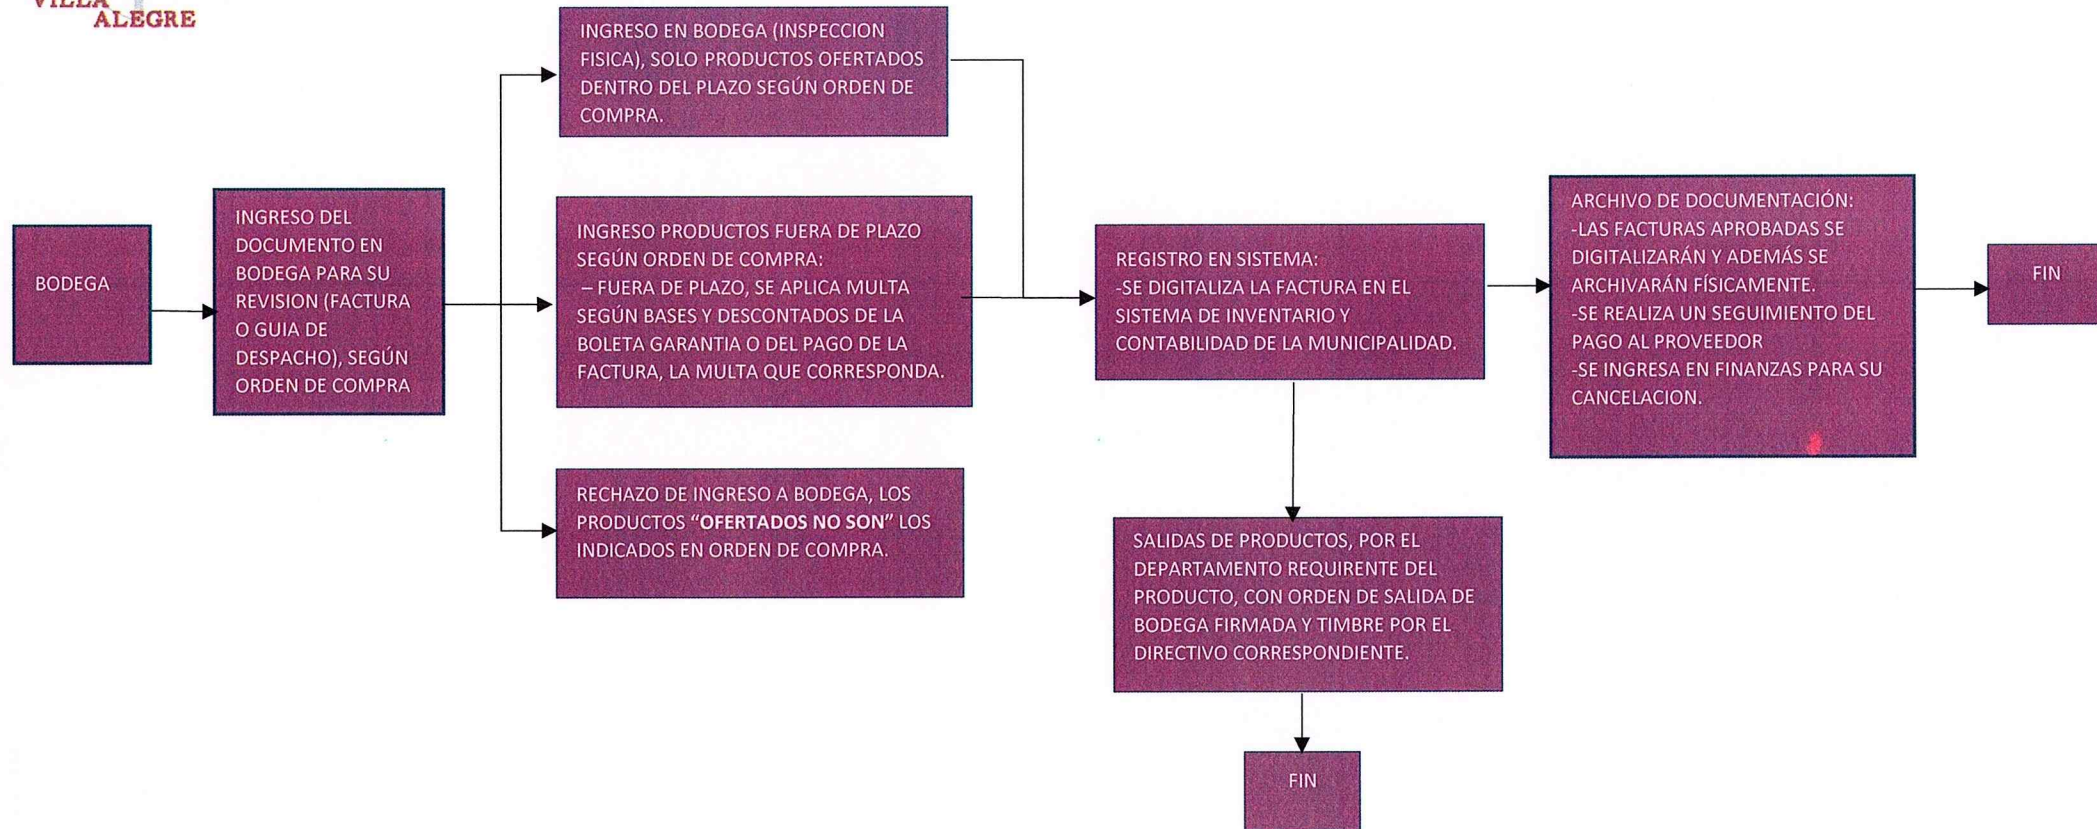 VILLA
ALEGRE
BODEGA
INGRESO DEL
DOCUMENTO EN
BODEGA PARA SU
REVISION (FACTURA
O GUIA DE
DESPACHO), SEGÚN
ORDEN DE COMPRA
INGRESO EN BODEGA (INSPECCION
FISICA), SOLO PRODUCTOS OFERTADOS
DENTRO DEL PLAZO SEGÚN ORDEN DE
COMPRA.
INGRESO PRODUCTOS FUERA DE PLAZO
SEGÚN ORDEN DE COMPRA:
– FUERA DE PLAZO, SE APLICA MULTA
SEGÚN BASES Y DESCONTADOS DE LA
BOLETA GARANTIA O DEL PAGO DE LA
FACTURA, LA MULTA QUE CORRESPONDA.
RECHAZO DE INGRESO A BODEGA, LOS
PRODUCTOS “OFERTADOS NO SON” LOS
INDICADOS EN ORDEN DE COMPRA.
REGISTRO EN SISTEMA:
-SE DIGITALIZA LA FACTURA EN EL
SISTEMA DE INVENTARIO Y
CONTABILIDAD DE LA MUNICIPALIDAD.
SALIDAS DE PRODUCTOS, POR EL
DEPARTAMENTO REQUIRENTE DEL
PRODUCTO, CON ORDEN DE SALIDA DE
BODEGA FIRMADA Y TIMBRE POR EL
DIRECTIVO CORRESPONDIENTE.
FIN
ARCHIVO DE DOCUMENTACIÓN:
-LAS FACTURAS APROBADAS SE
DIGITALIZARÁN Y ADEMÁS SE
ARCHIVARÁN FÍSICAMENTE.
-SE REALIZA UN SEGUIMIENTO DEL
PAGO AL PROVEEDOR
-SE INGRESA EN FINANZAS PARA SU
CANCELACION.
FIN